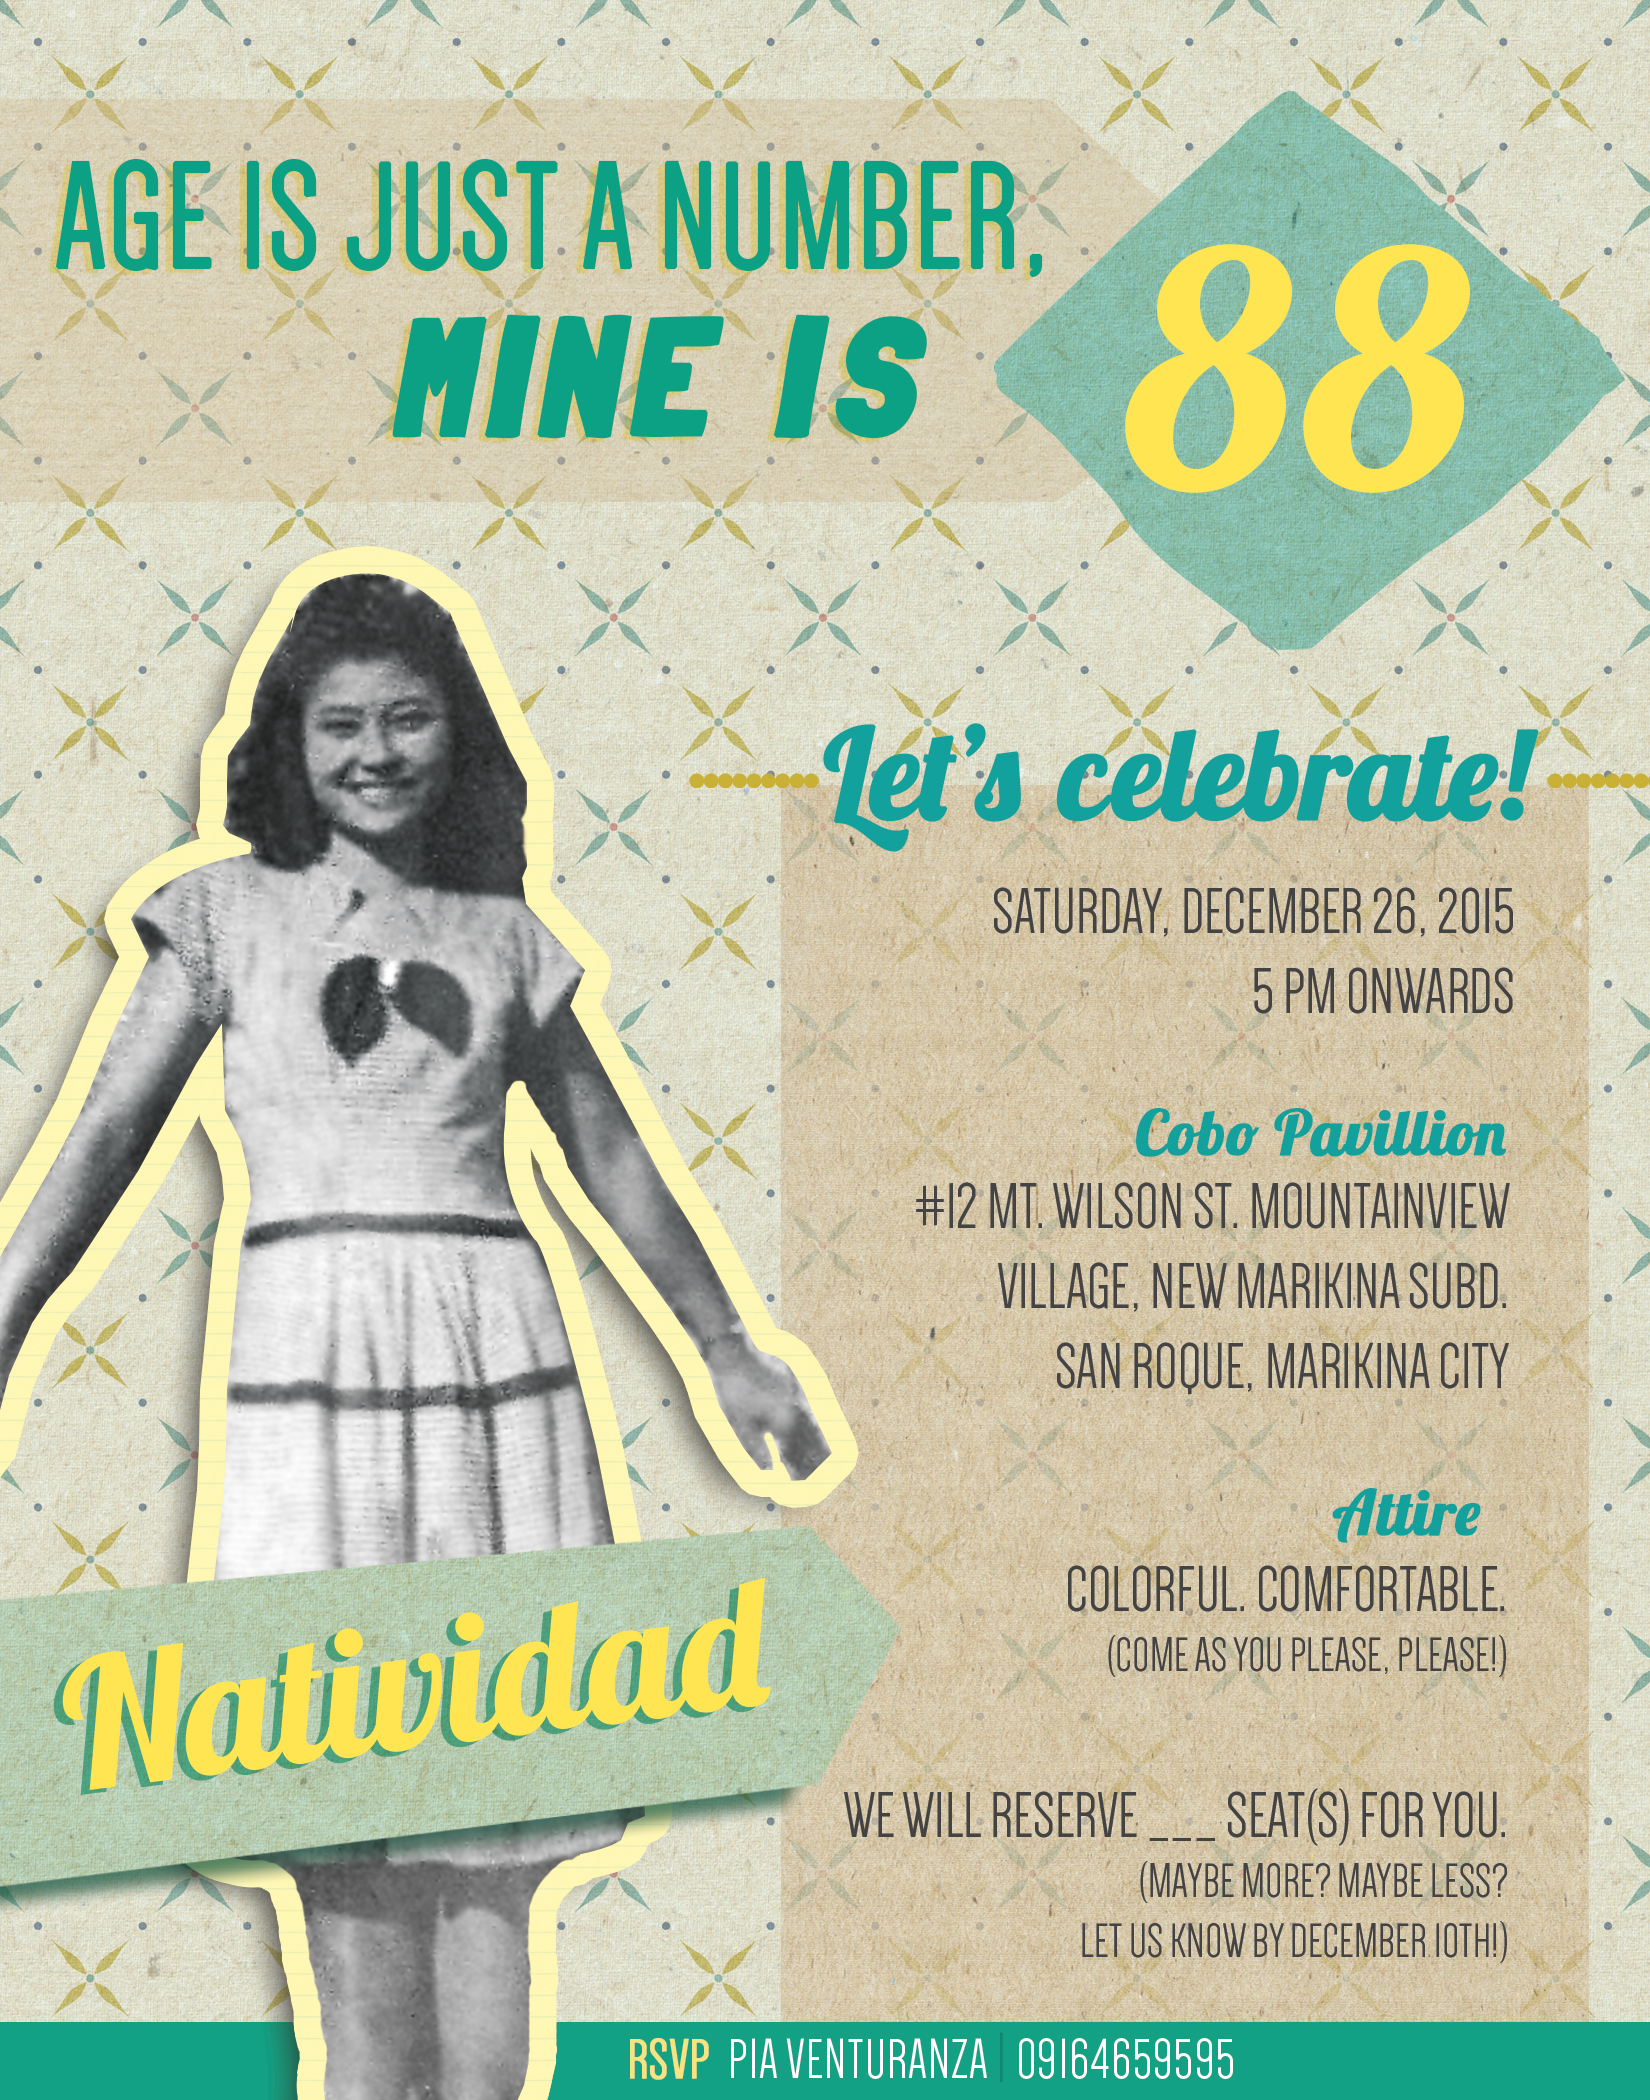 AGE IS JUST A NUMBER,
MINE IS
88
Let's celebrate!
SATURDAY, DECEMBER 26, 2015
5 PM ONWARDS
Cobo Pavillion
#12 MT. WILSON ST. MOUNTAINVIEW
VILLAGE, NEW MARIKINA SUBD.
SAN ROQUE, MARIKINA CITY
Attire
COLORFUL. COMFORTABLE.
(COME AS YOU PLEASE, PLEASE!)
Natividad
WE WILL RESERVE _ _ _ SEAT(S) FOR YOU.
(MAYBE MORE? MAYBE LESS?
LET US KNOW BY DECEMBER 10TH!)
RSVP PIA VENTURANZA | 09164659595